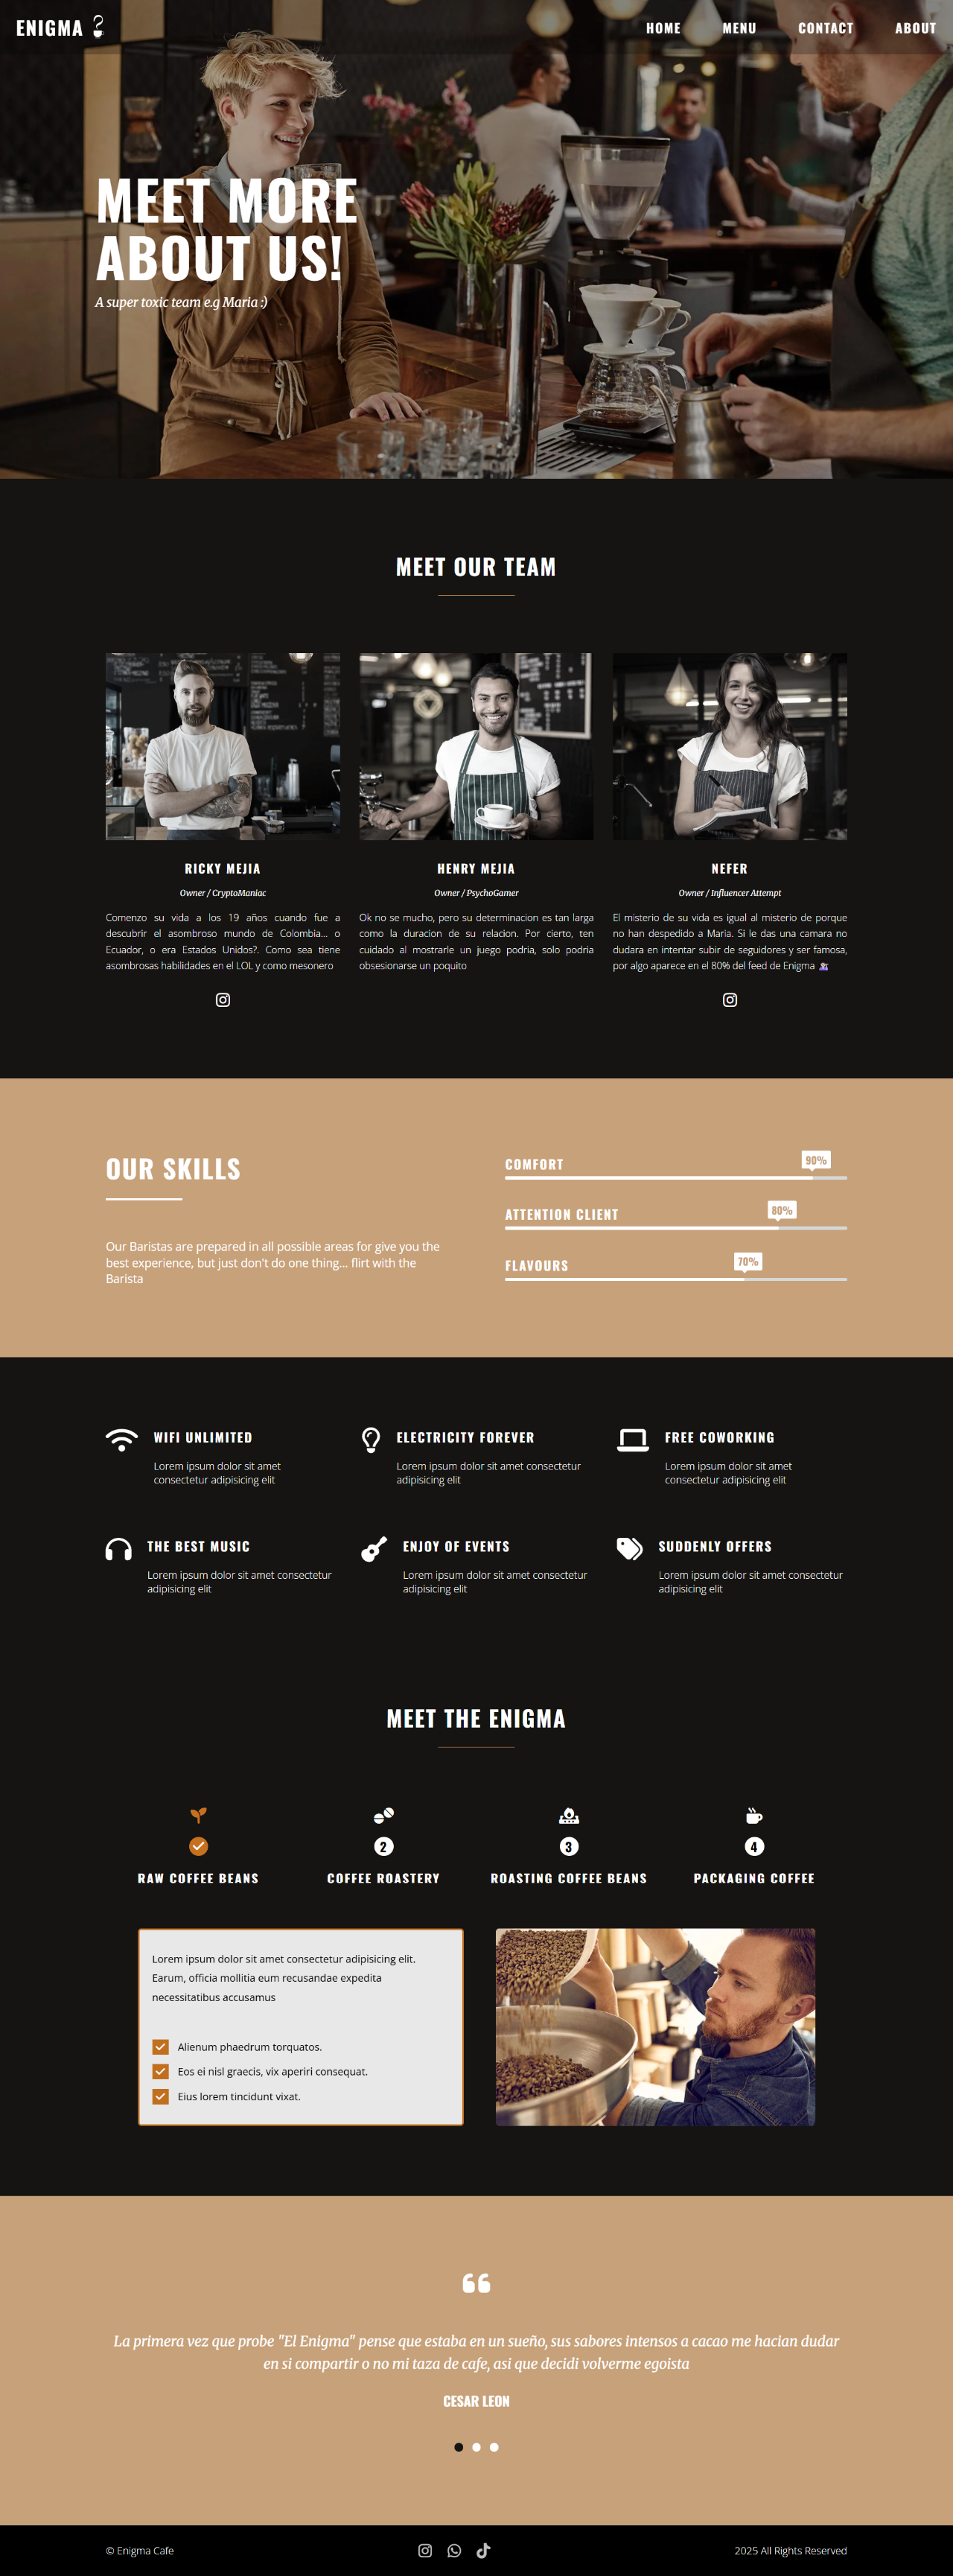 ENIGMA
HOME MENU CONTACT ABOUT
MEET MORE
ABOUT US!
A super toxic team e.g Maria :)
MEET OUR TEAM
RICKY MEJIA
Owner / CryptoManiac
Comenzo su vida a los 19 años cuando fue a
descubrir el asombroso mundo de Colombia... o
Ecuador, o era Estados Unidos?. Como sea tiene
asombrosas habilidades en el LOL y como mesonero
HENRY MEJIA
Owner / PsychoGamer
Ok no se mucho, pero su determinacion es tan larga
como la duracion de su relacion. Por cierto, ten
cuidado al mostrarle un juego podria, solo podria
obsesionarse un poquito
NEFER
Owner / Influencer Attempt
El misterio de su vida es igual al misterio de porque
no han despedido a Maria. Si le das una camara no
dudara en intentar subir de seguidores y ser famosa,
por algo aparece en el 80% del feed de Enigma
OUR SKILLS
Our Baristas are prepared in all possible areas for give you the
best experience, but just don't do one thing... flirt with the
Barista
COMFORT
90%
ATTENTION CLIENT
80%
FLAVOURS
70%
WIFI UNLIMITED
Lorem ipsum dolor sit amet
consectetur adipisicing elit
ELECTRICITY FOREVER
Lorem ipsum dolor sit amet consectetur
adipisicing elit
FREE COWORKING
Lorem ipsum dolor sit amet
consectetur adipisicing elit
THE BEST MUSIC
Lorem ipsum dolor sit amet consectetur
adipisicing elit
ENJOY OF EVENTS
Lorem ipsum dolor sit amet consectetur
adipisicing elit
SUDDENLY OFFERS
Lorem ipsum dolor sit amet consectetur
adipisicing elit
MEET THE ENIGMA
RAW COFFEE BEANS
2
COFFEE ROASTERY
3
ROASTING COFFEE BEANS
4
PACKAGING COFFEE
Lorem ipsum dolor sit amet consectetur adipisicing elit.
Earum, officia mollitia eum recusandae expedita
necessitatibus accusamus
Alienum phaedrum torquatos.
Eos ei nisl graecis, vix aperiri consequat.
Eius lorem tincidunt vixat.
La primera vez que probe "El Enigma" pense que estaba en un sueño, sus sabores intensos a cacao me hacian dudar
en si compartir o no mi taza de cafe, asi que decidi volverme egoista
CESAR LEON
© Enigma Cafe
2025 All Rights Reserved